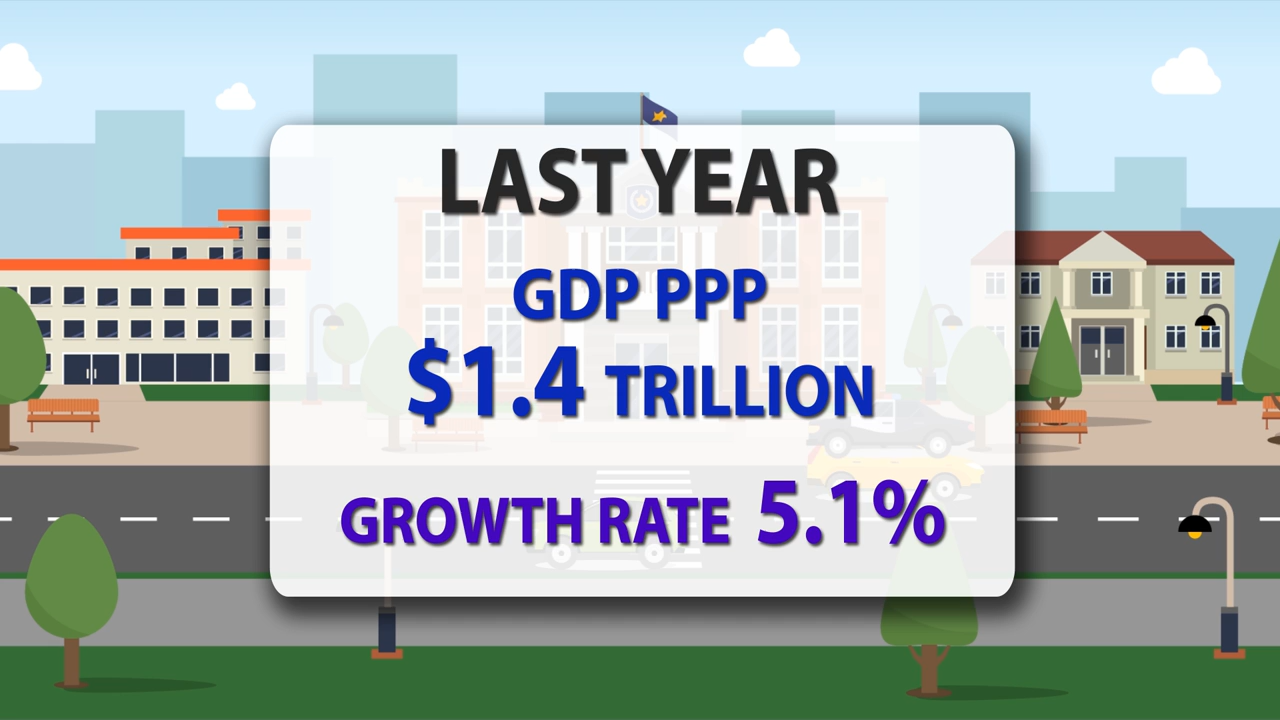 LAST YEAR
GDP PPP
$1.4 TRILLION
GROWTH RATE 5.1%